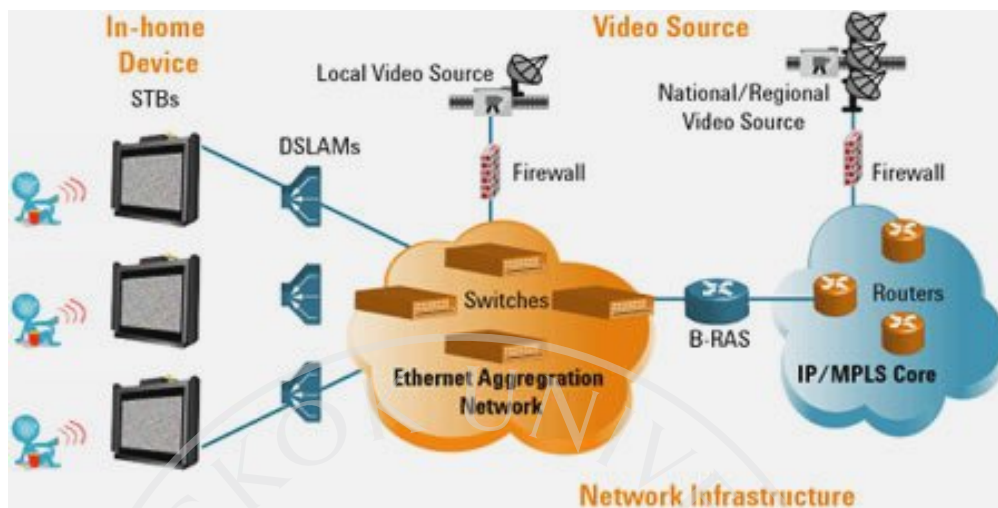 In-home
Device
STBs
DSLAMs
Local Video Source
Firewall
Video Source
National/Regional
Video Source
Firewall
Switches
Ethernet Aggregration
Network
B-RAS
Routers
IP/MPLS Core
Network Infrastructure